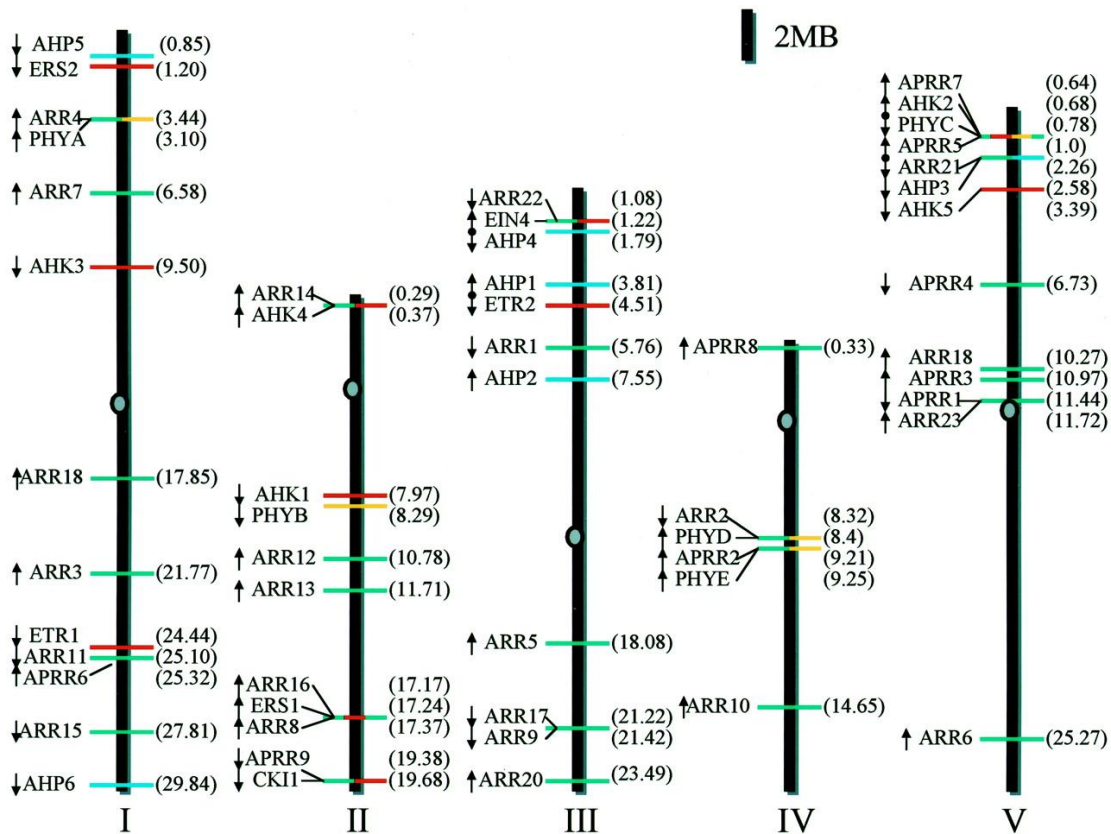 2MB
AHP5 (0.85)
ERS2 (1.20)
ARR4 (3.44)
PHYA (3.10)
ARR7 (6.58)
AHK3 (9.50)
ARR18 (17.85)
ARR3 (21.77)
ETR1 (24.44)
ARR11 (25.10)
APRR6 (25.32)
ARR15 (27.81)
AHP6 (29.84)
I
ARR14 (0.29)
AHK4 (0.37)
AHK1 (7.97)
PHYB (8.29)
ARR12 (10.78)
ARR13 (11.71)
ARR16 (17.17)
ERS1 (17.24)
ARR8 (17.37)
APRR9 (19.38)
CKI1 (19.68)
II
ARR22 (1.08)
EIN4 (1.22)
AHP4 (1.79)
AHP1 (3.81)
ETR2 (4.51)
ARR1 (5.76)
AHP2 (7.55)
ARR5 (18.08)
ARR17 (21.22)
ARR9 (21.42)
ARR20 (23.49)
III
APRR8 (0.33)
ARR2 (8.32)
PHYD (8.4)
APRR2 (9.21)
PHYE (9.25)
ARR10 (14.65)
IV
APRR7 (0.64)
AHK2 (0.68)
PHYC (0.78)
APRR5 (1.0)
ARR21 (2.26)
AHP3 (2.58)
AHK5 (3.39)
APRR4 (6.73)
ARR18 (10.27)
APRR3 (10.97)
APRR1 (11.44)
ARR23 (11.72)
ARR6 (25.27)
V